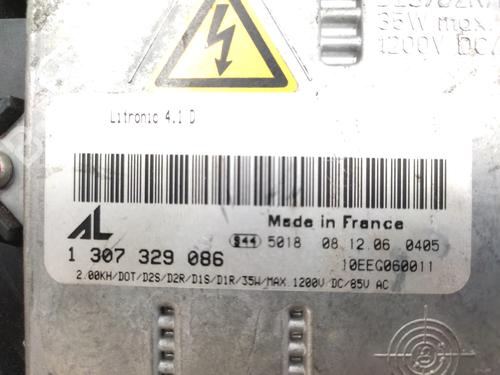 35W max.
1200V DC
Litronic 4.1 D
AL
Made in France
944 5018 08.12.06 0405
1 307 329 086
10EEG060011
2.00KH/DOT/D2S/D2R/D1S/D1R/35W/MAX.1200V DC/85V AC